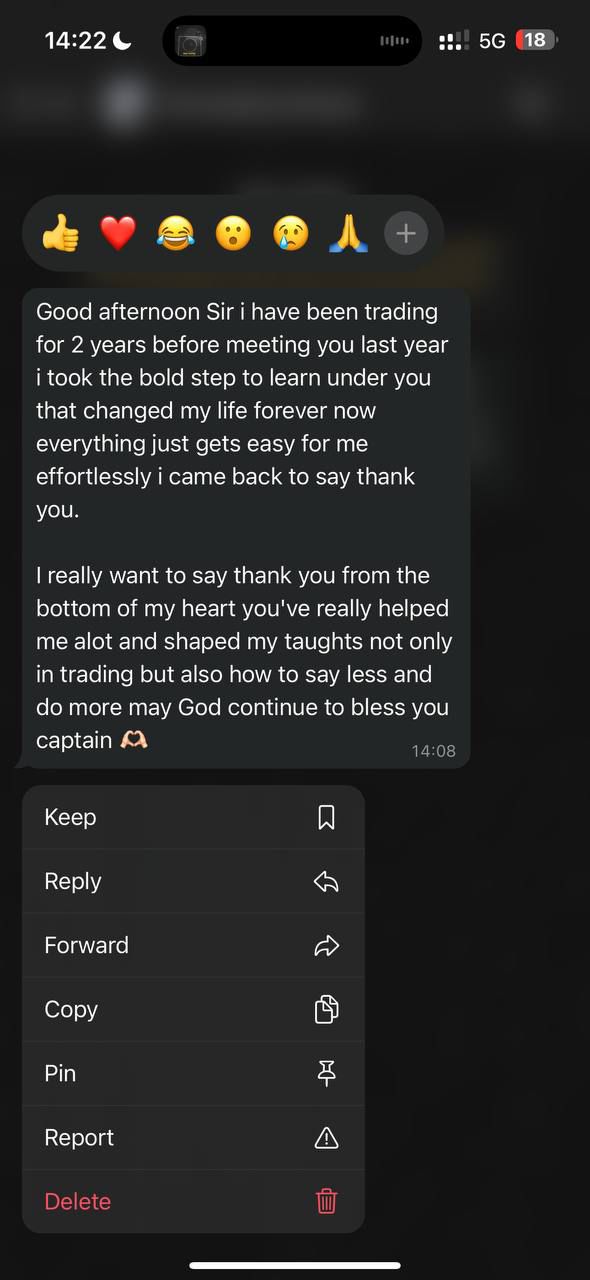 14:22
5G
18
Good afternoon Sir i have been trading
for 2 years before meeting you last year
i took the bold step to learn under you
that changed my life forever now
everything just gets easy for me
effortlessly i came back to say thank
you.
I really want to say thank you from the
bottom of my heart you've really helped
me alot and shaped my taughts not only
in trading but also how to say less and
do more may God continue to bless you
captain 🫶🏻
14:08
Keep
Reply
Forward
Copy
Pin
Report
Delete